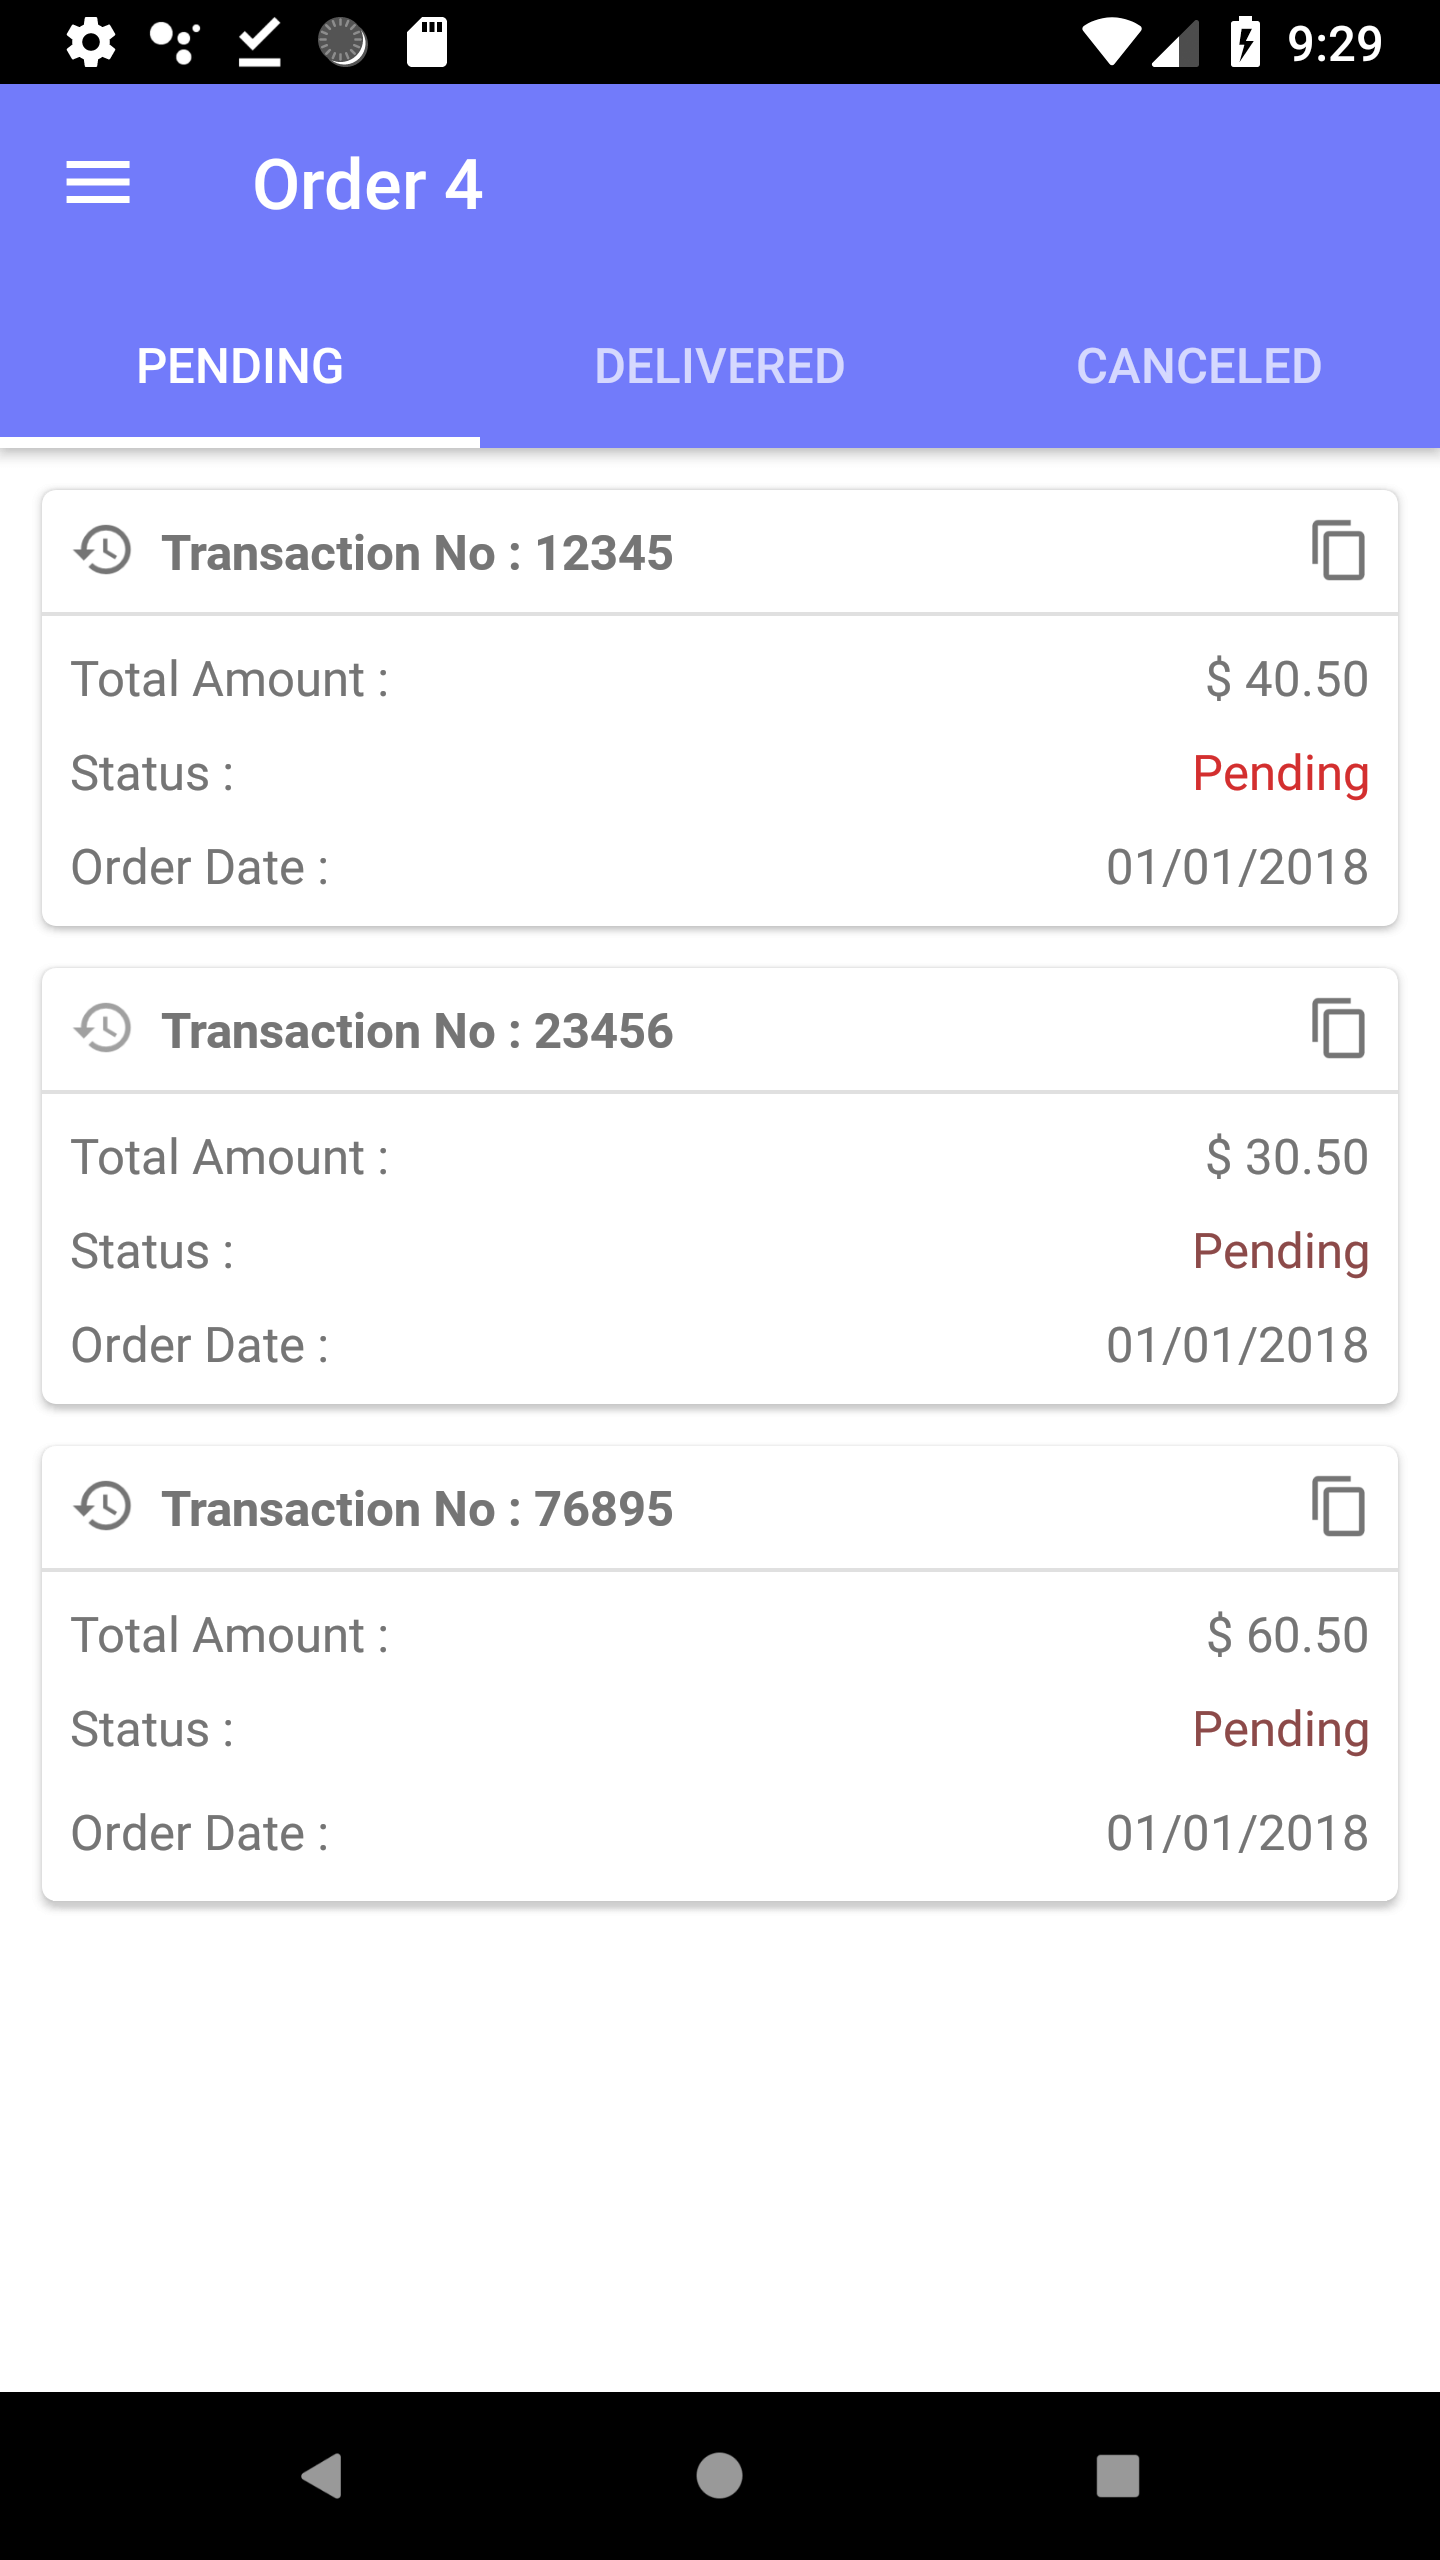 9:29
Order 4
PENDING DELIVERED CANCELED
Transaction No : 12345
Total Amount : $ 40.50
Status : Pending
Order Date : 01/01/2018
Transaction No : 23456
Total Amount : $ 30.50
Status : Pending
Order Date : 01/01/2018
Transaction No : 76895
Total Amount : $ 60.50
Status : Pending
Order Date : 01/01/2018